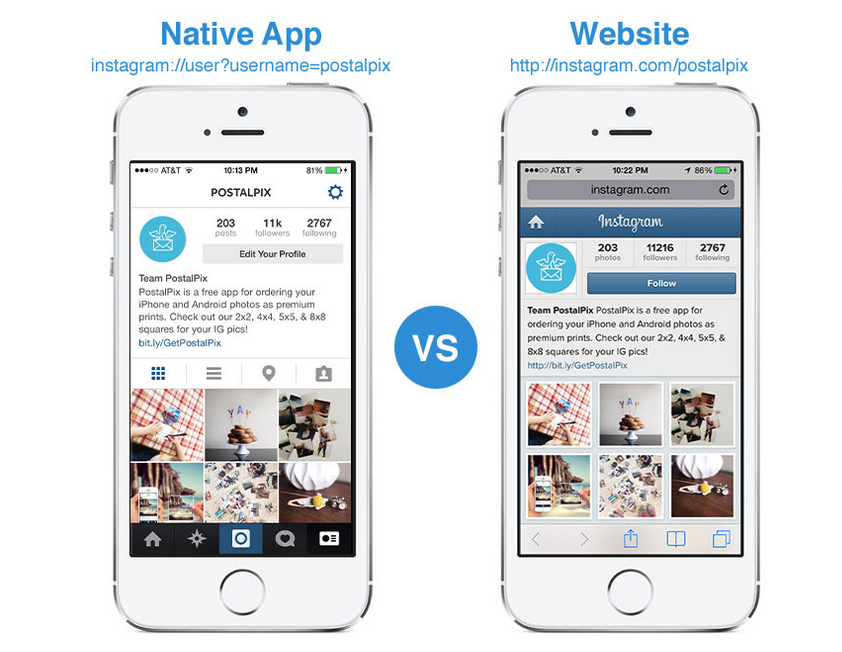 Native App
instagram://user?username=postalpix
Website
http://instagram.com/postalpix
AT&T 10:13 PM 81%
POSTALPIX
203 11k 2767
posts followers following
Edit Your Profile
Team PostalPix
PostalPix is a free app for ordering your
iPhone and Android photos as premium
prints. Check out our 2x2, 4x4, 5x5, & 8x8
squares for your IG pics!
bit.ly/GetPostalPix
YAY
VS
AT&T 10:22 PM 86%
instagram.com
Instagram
203 11216 2767
photos followers following
Follow
Team PostalPix PostalPix is a free app for
ordering your iPhone and Android photos as
premium prints. Check out our 2x2, 4x4, 5x5, &
8x8 squares for your IG pics!
http://bit.ly/GetPostalPix
YAY